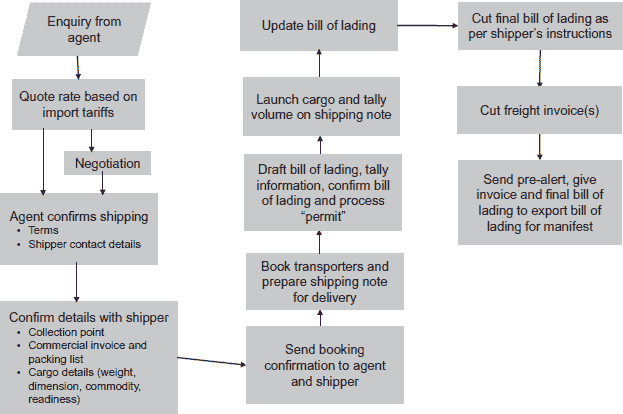 Enquiry from
agent
Quote rate based on
import tariffs
Negotiation
Agent confirms shipping
• Terms
• Shipper contact details
Confirm details with shipper
• Collection point
• Commercial invoice and
packing list
• Cargo details (weight,
dimension, commodity,
readiness)
Send booking
confirmation to agent
and shipper
Book transporters and
prepare shipping note
for delivery
Draft bill of lading, tally
information, confirm bill
of lading and process
“permit”
Launch cargo and tally
volume on shipping note
Update bill of lading
Cut final bill of lading as
per shipper’s instructions
Cut freight invoice(s)
Send pre-alert, give
invoice and final bill of
lading to export bill of
lading for manifest